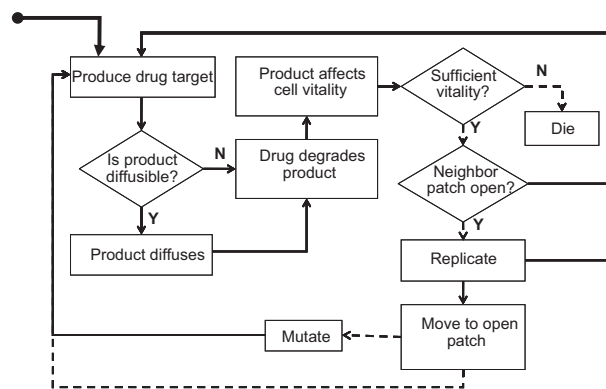 Produce drug target
Is product
diffusible?
N
Y
Product diffuses
Product affects
cell vitality
Drug degrades
product
Sufficient
vitality?
N
Die
Y
Neighbor
patch open?
Y
Replicate
Move to open
patch
Mutate